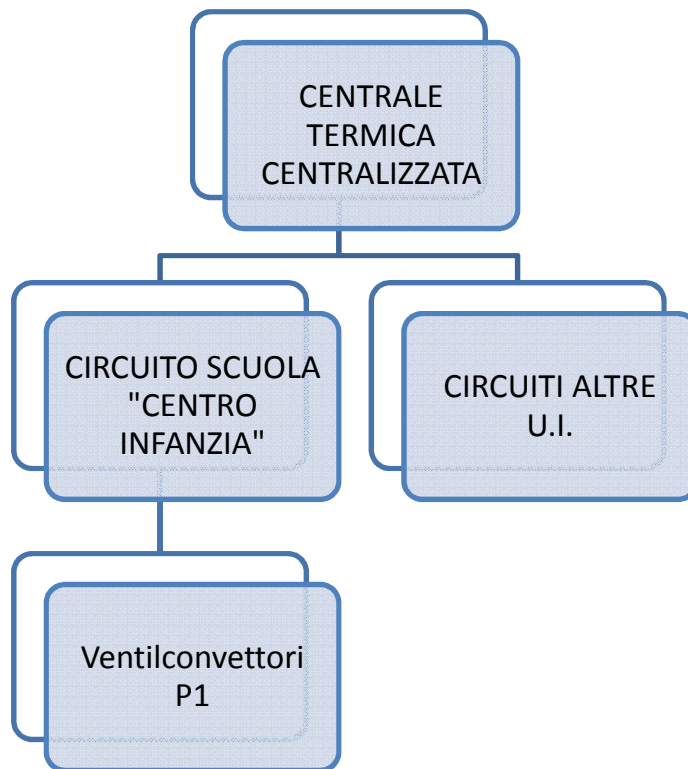 CENTRALE
TERMICA
CENTRALIZZATA
CIRCUITO SCUOLA
"CENTRO
INFANZIA"
CIRCUITI ALTRE
U.I.
Ventilconvettori
P1